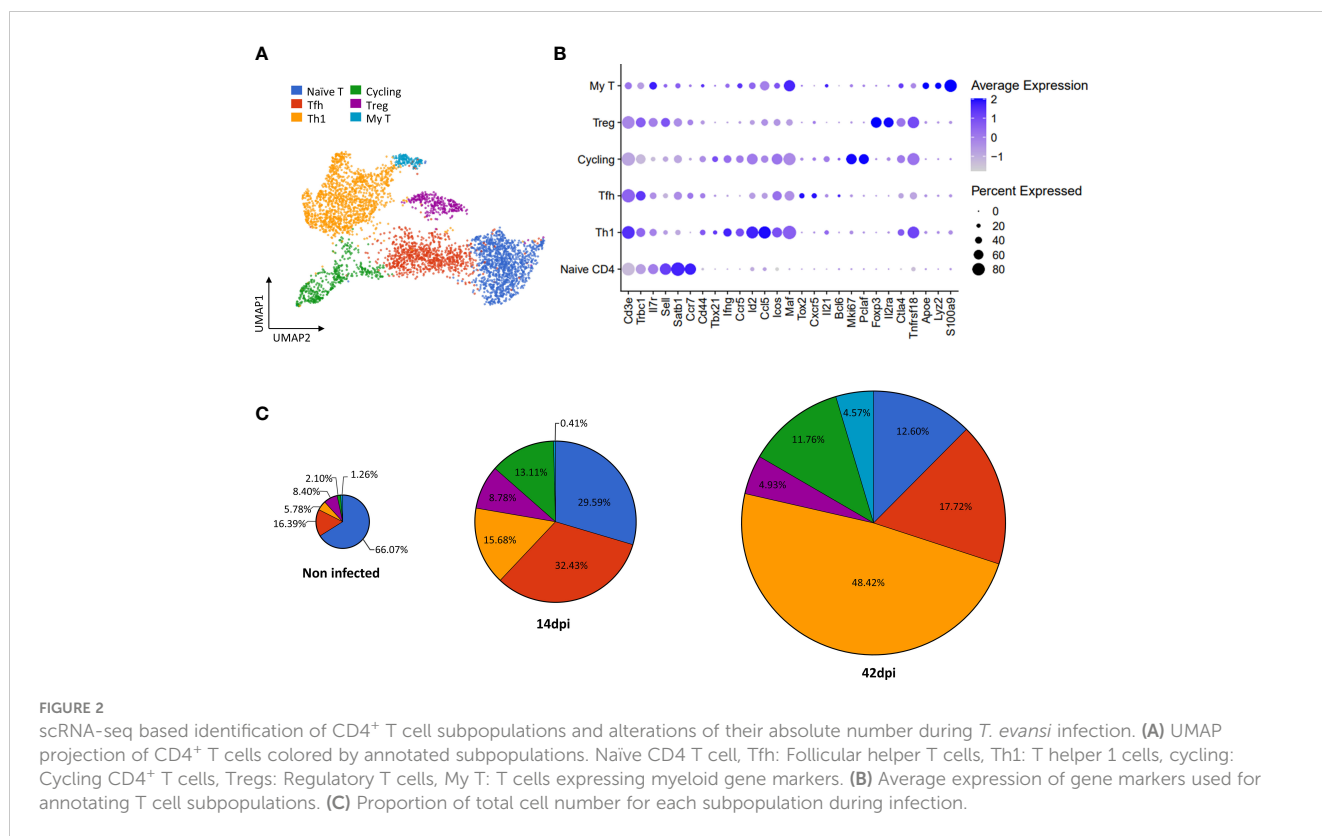 A
Naïve T
Tfh
Th1
Cycling
Treg
My T
UMAP1
UMAP2
B
My T
Treg
Cycling
Tfh
Th1
Naive CD4
Cd3e
Trbc1
Il7r
Sell
Satb1
Ccr7
Cd44
Tbx21
Ifng
Ccr5
Id2
Ccl5
Icos
Maf
Tox2
Cxcr5
Il21
Bcl6
Mki67
Pclaf
Foxp3
Il2ra
Ctla4
Tnfrsf18
Apoe
Lyz2
S100a9
Average Expression
2
1
0
−1
Percent Expressed
0
20
40
60
80
C
1.26%
2.10%
8.40%
5.78%
16.39%
66.07%
Non infected
0.41%
13.11%
8.78%
29.59%
15.68%
32.43%
14dpi
4.57%
11.76%
12.60%
4.93%
17.72%
48.42%
42dpi
FIGURE 2
scRNA-seq based identification of CD4⁺ T cell subpopulations and alterations of their absolute number during T. evansi infection. (A) UMAP
projection of CD4⁺ T cells colored by annotated subpopulations. Naïve CD4 T cell, Tfh: Follicular helper T cells, Th1: T helper 1 cells, cycling:
Cycling CD4⁺ T cells, Tregs: Regulatory T cells, My T: T cells expressing myeloid gene markers. (B) Average expression of gene markers used for
annotating T cell subpopulations. (C) Proportion of total cell number for each subpopulation during infection.